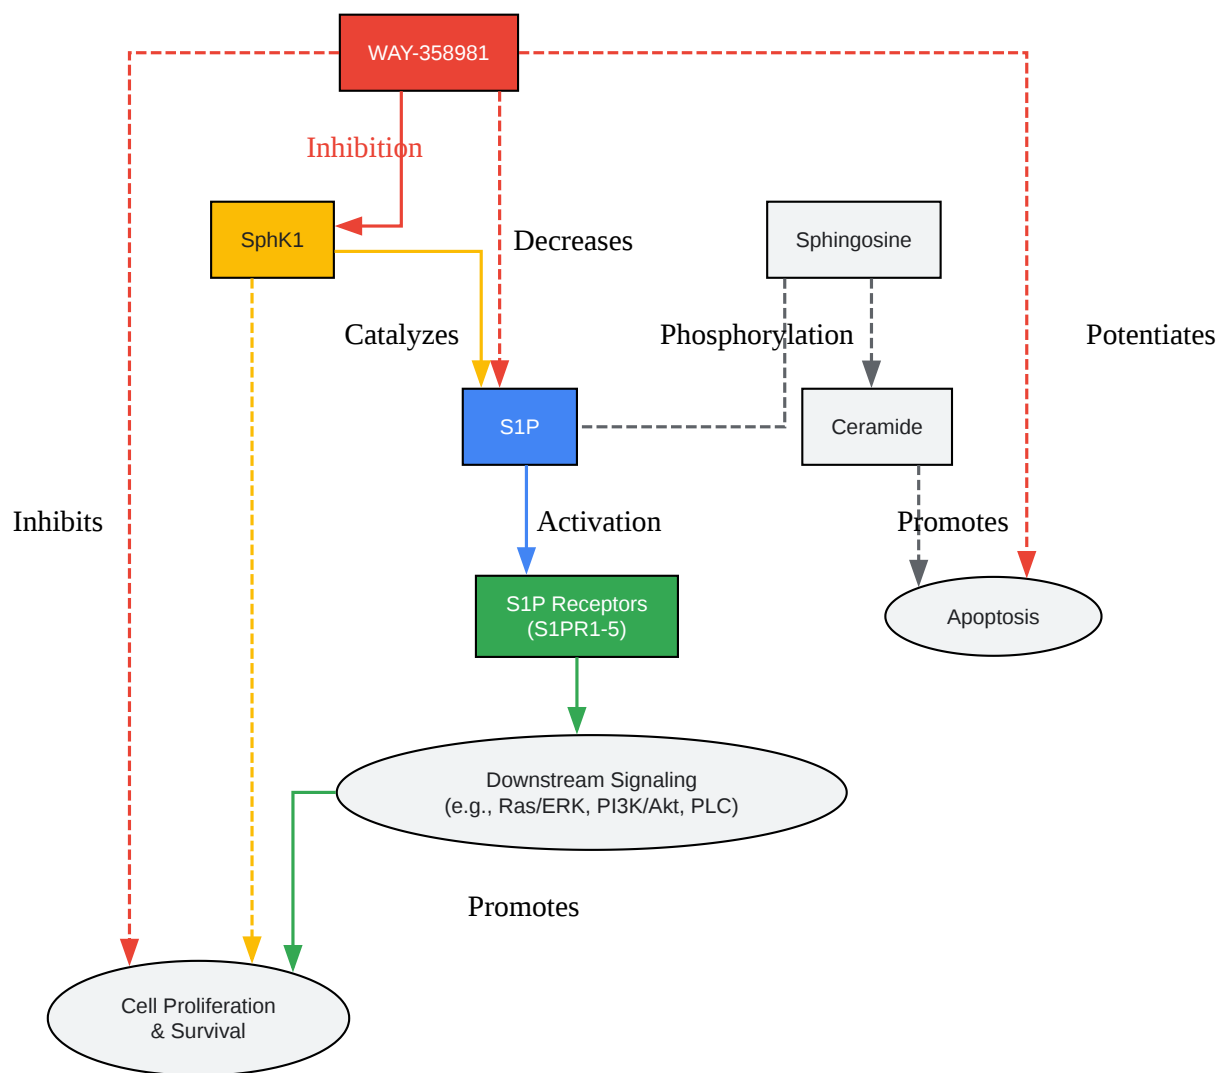 WAY-358981
Inhibition
SphK1
Decreases
Sphingosine
Catalyzes
Phosphorylation
Potentiates
S1P
Ceramide
Inhibits
Activation
Promotes
S1P Receptors
(S1PR1-5)
Apoptosis
Downstream Signaling
(e.g., Ras/ERK, PI3K/Akt, PLC)
Promotes
Cell Proliferation
& Survival